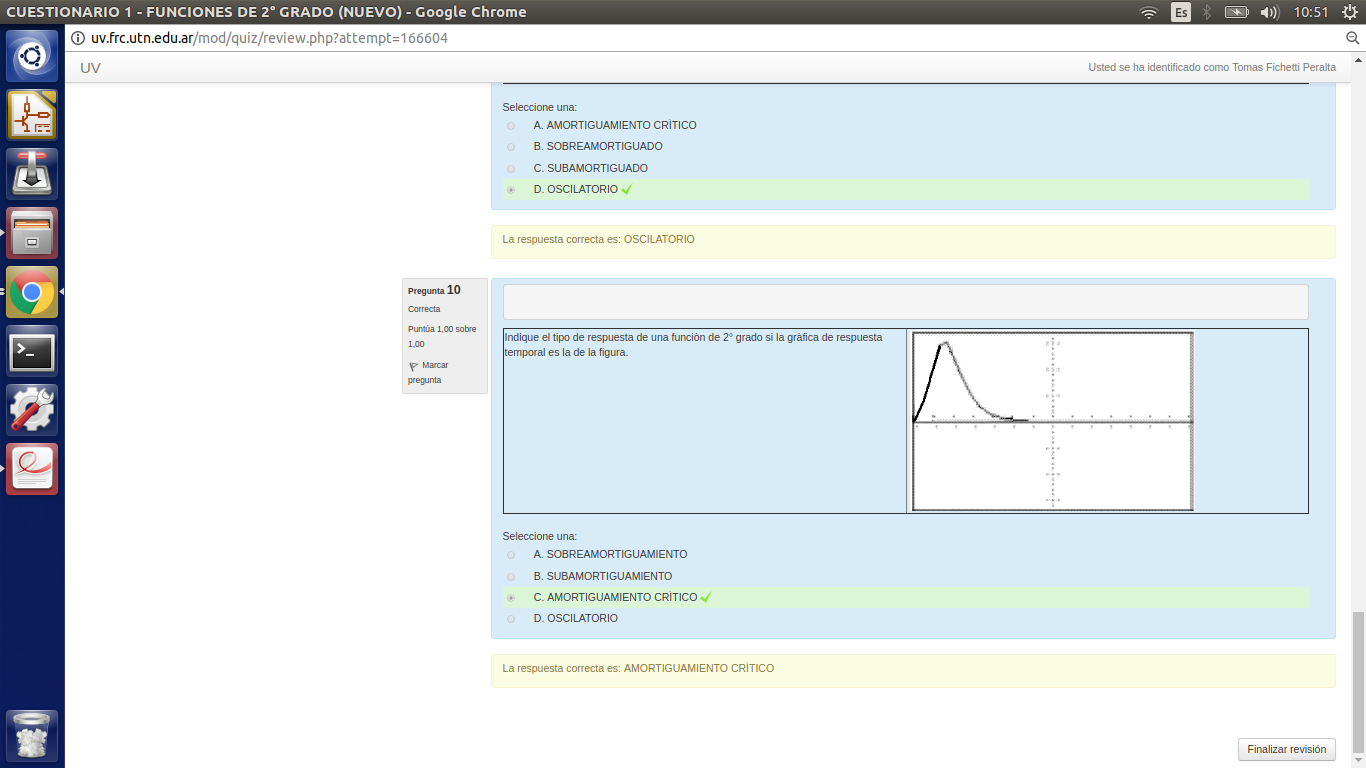 CUESTIONARIO 1 - FUNCIONES DE 2° GRADO (NUEVO) - Google Chrome
Es
10:51
uv.frc.utn.edu.ar/mod/quiz/review.php?attempt=166604
UV
Usted se ha identificado como Tomas Fichetti Peralta
Seleccione una:
A. AMORTIGUAMIENTO CRÌTICO
B. SOBREAMORTIGUADO
C. SUBAMORTIGUADO
D. OSCILATORIO
La respuesta correcta es: OSCILATORIO
Pregunta 10
Correcta
Puntúa 1,00 sobre
1,00
Marcar
pregunta
Indique el tipo de respuesta de una funciòn de 2° grado si la gràfica de respuesta
temporal es la de la figura.
Seleccione una:
A. SOBREAMORTIGUAMIENTO
B. SUBAMORTIGUAMIENTO
C. AMORTIGUAMIENTO CRÌTICO
D. OSCILATORIO
La respuesta correcta es: AMORTIGUAMIENTO CRÌTICO
Finalizar revisión